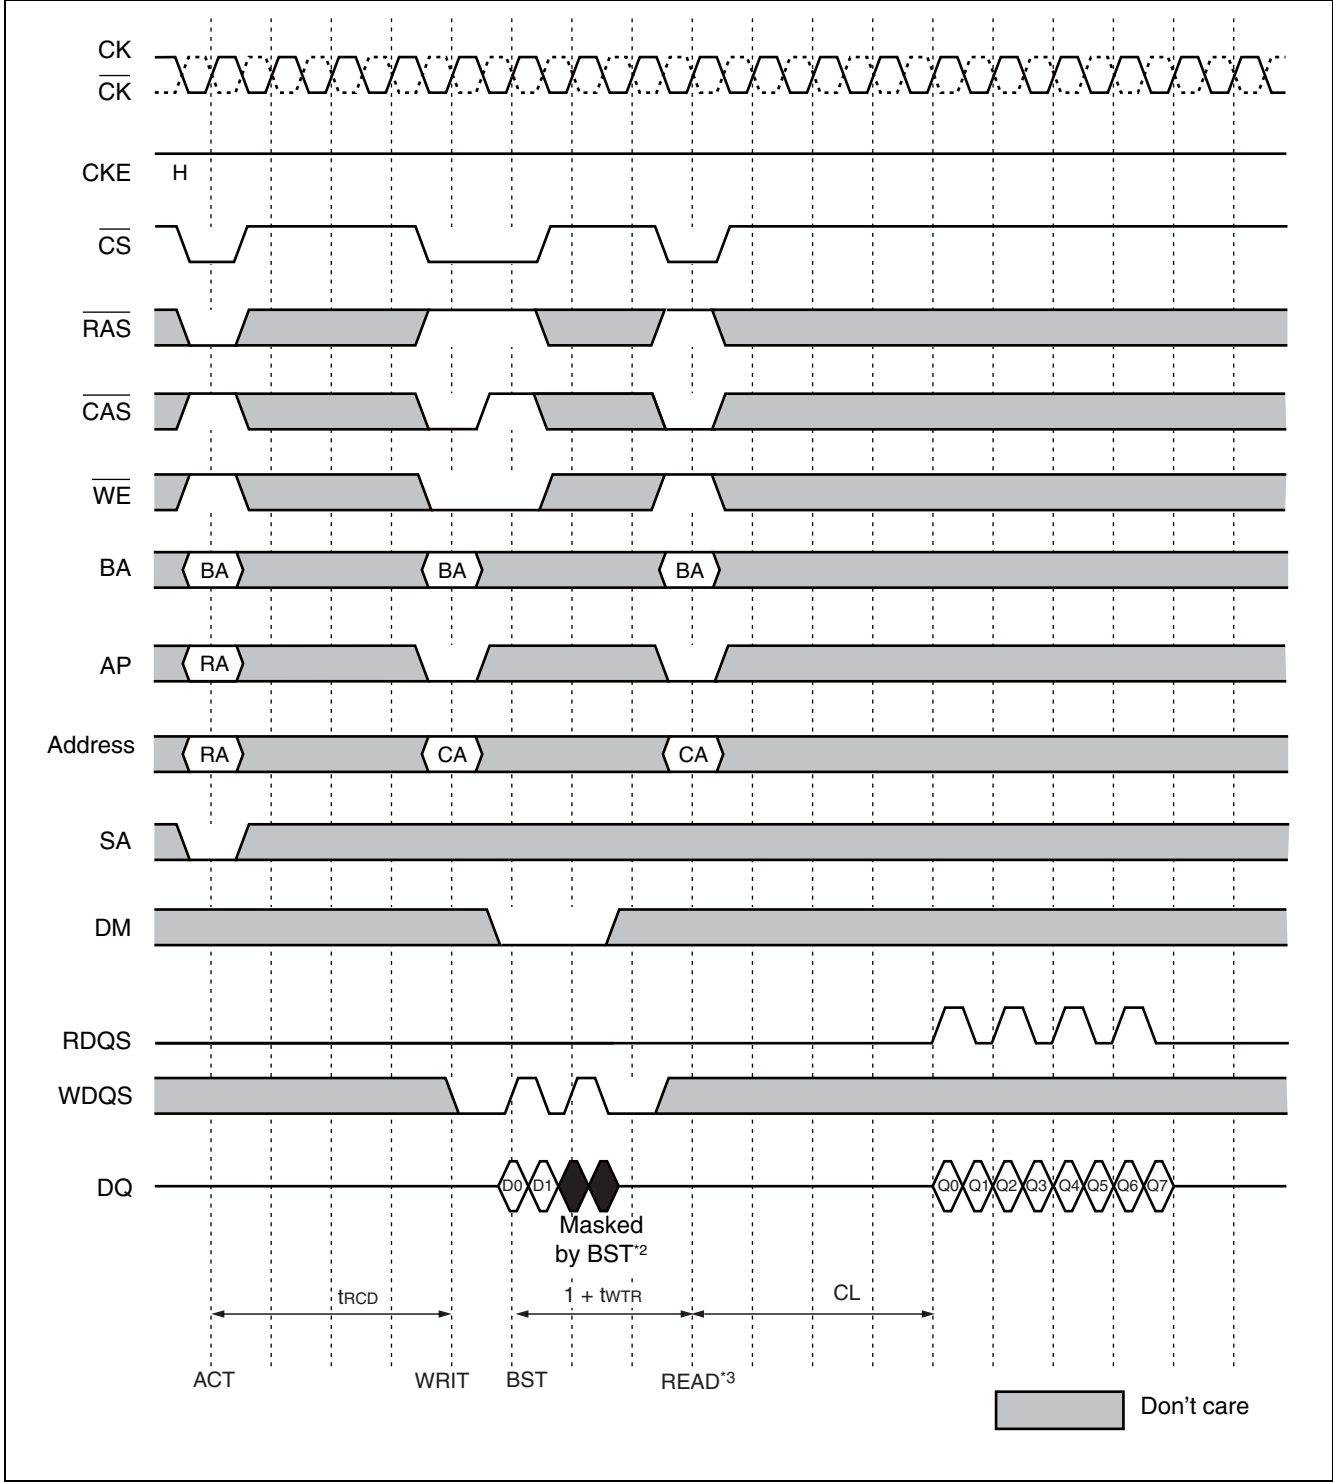 CK
CK
CKE H
CS
RAS
CAS
WE
BA BA BA BA
AP RA
Address RA CA CA
SA
DM
RDQS
WDQS
DQ D0 D1 Q0 Q1 Q2 Q3 Q4 Q5 Q6 Q7
Masked
by BST*2
tRCD 1 + tWTR CL
ACT WRIT BST READ*3
Don't care